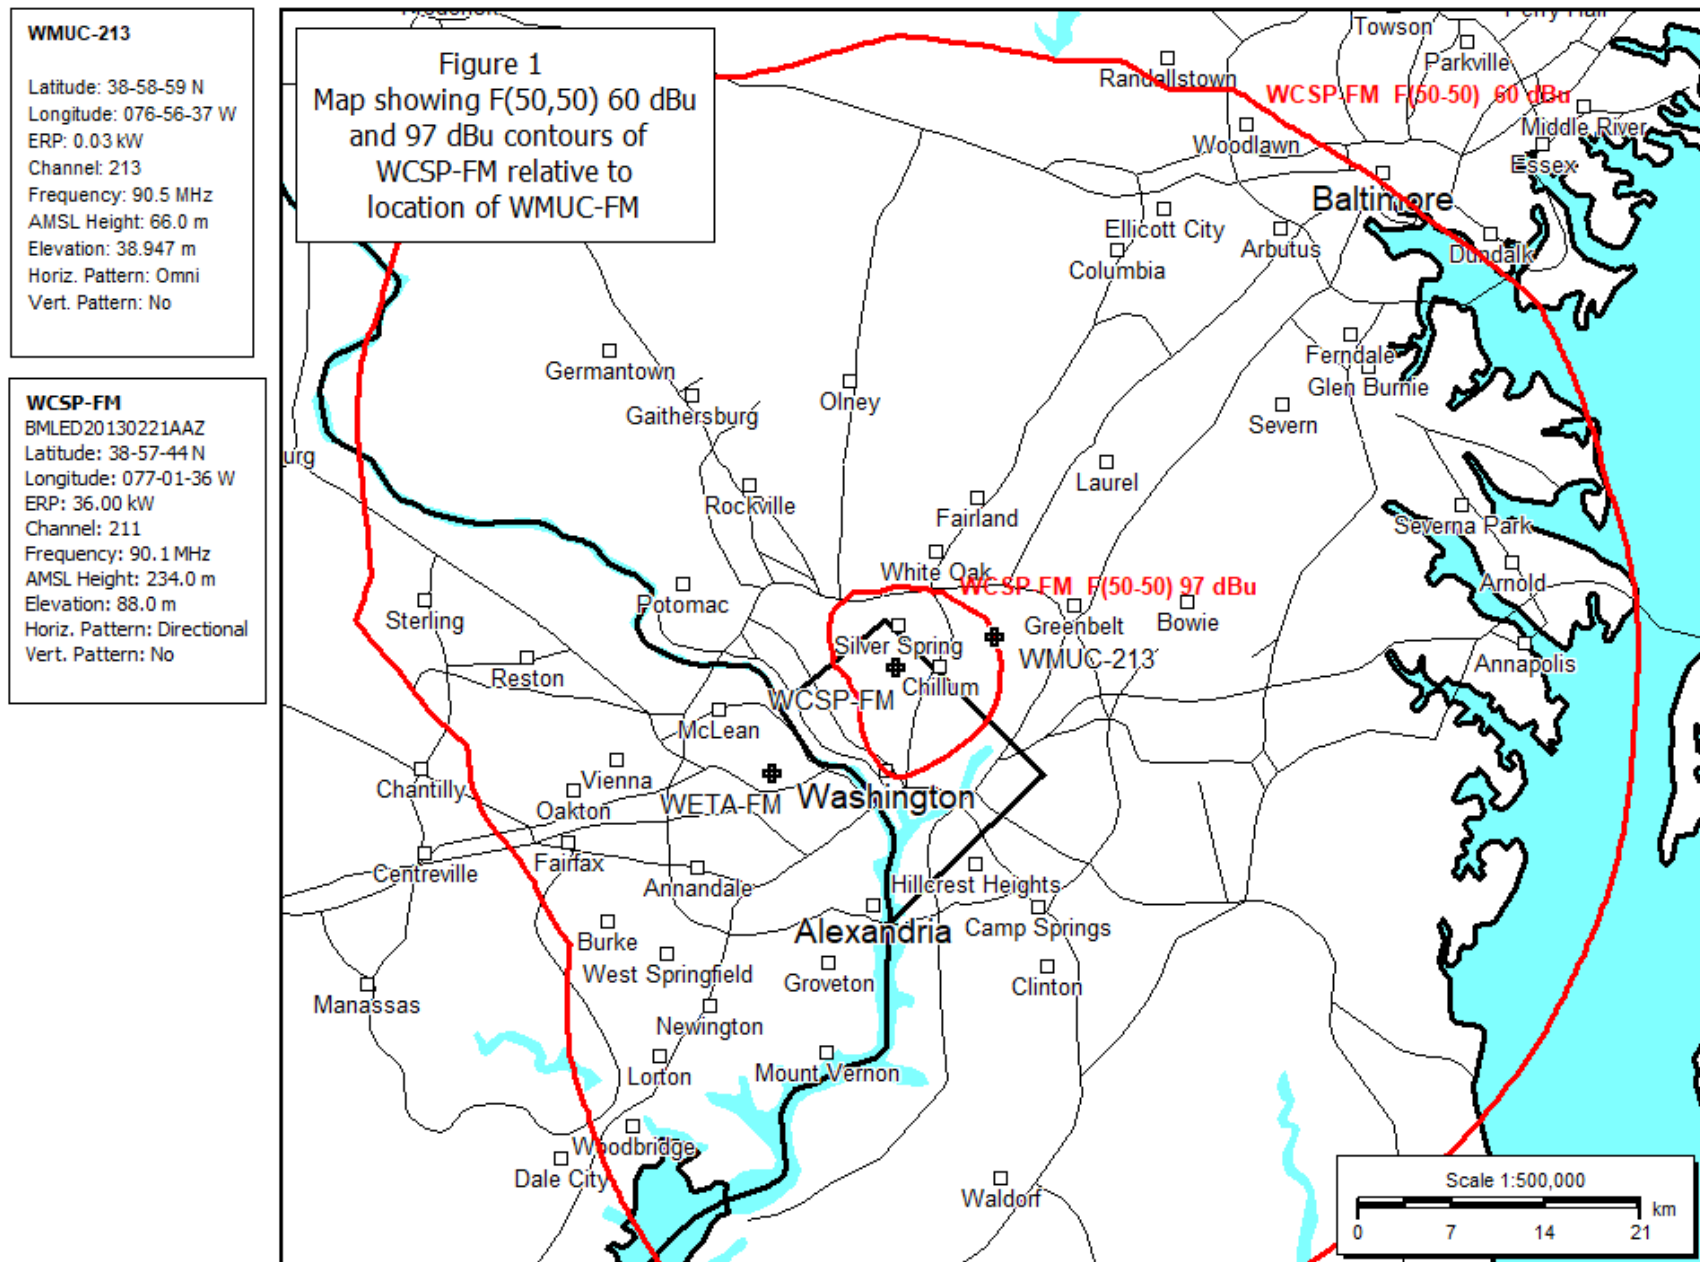 WMUC-213
Latitude: 38-58-59 N
Longitude: 076-56-37 W
ERP: 0.03 kW
Channel: 213
Frequency: 90.5 MHz
AMSL Height: 66.0 m
Elevation: 38.947 m
Horiz. Pattern: Omni
Vert. Pattern: No
WCSP-FM
BMLED20130221AAZ
Latitude: 38-57-44 N
Longitude: 077-01-36 W
ERP: 36.00 kW
Channel: 211
Frequency: 90.1 MHz
AMSL Height: 234.0 m
Elevation: 88.0 m
Horiz. Pattern: Directional
Vert. Pattern: No
Figure 1
Map showing F(50,50) 60 dBu
and 97 dBu contours of
WCSP-FM relative to
location of WMUC-FM
Towson
Parkville
Randallstown
WCSP-FM F(50-50) 60 dBu
Middle River
Woodlawn
Essex
Baltimore
Ellicott City
Arbutus
Dundalk
Columbia
Ferndale
Germantown
Glen Burnie
Gaithersburg
Olney
Severn
urg
Laurel
Rockville
Fairland
Severna Park
White Oak
WCSP-FM F(50-50) 97 dBu
Arnold
Potomac
Sterling
Greenbelt
Bowie
Silver Spring
WMUC-213
Annapolis
Reston
Chillum
WCSP-FM
McLean
Vienna
Chantilly
Oakton
WETA-FM
Washington
Fairfax
Centreville
Annandale
Hillcrest Heights
Alexandria
Camp Springs
Burke
West Springfield
Groveton
Clinton
Manassas
Newington
Lorton
Mount Vernon
Woodbridge
Dale City
Waldorf
Scale 1:500,000
km
0 7 14 21